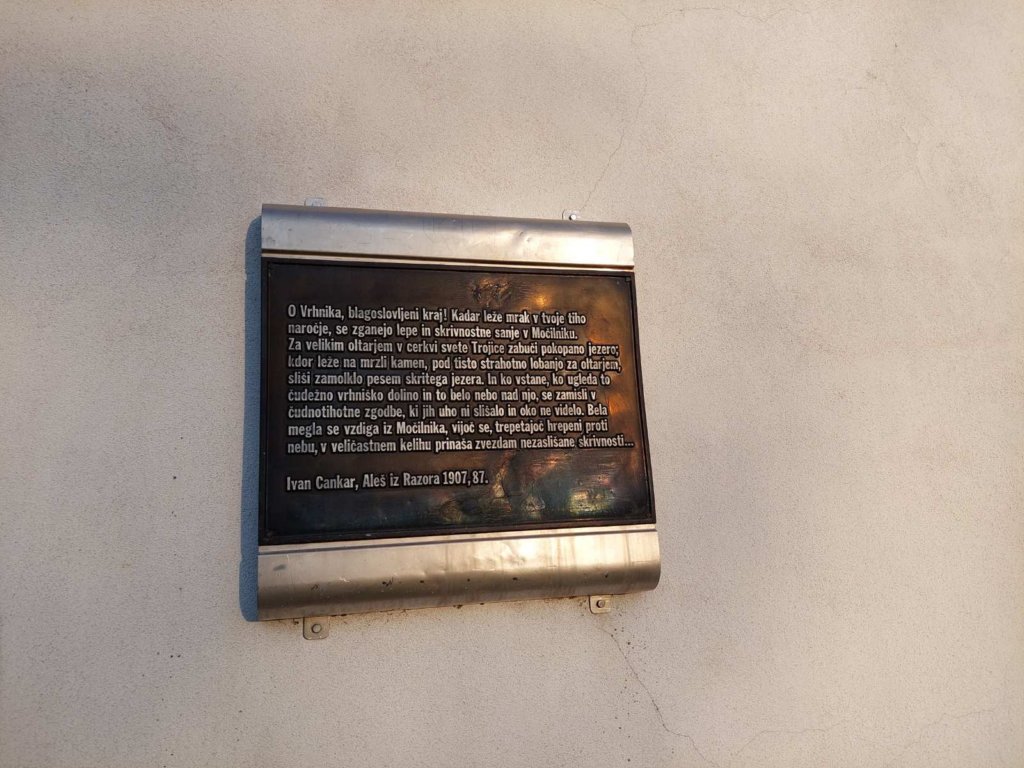 O Vrhnika, blagoslovljeni kraj! Kadar leže mrak v tvoje tiho
naročje, se zganejo lepe in skrivnostne sanje v Močilniku.
Za velikim oltarjem v cerkvi svete Trojice zabuči pokopano jezero;
kdor leže na mrzli kamen, pod tisto strahotno lobanjo za oltarjem,
sliši zamolklo pesem skritega jezera. In ko vstane, ko ugleda to
čudežno vrhniško dolino in to belo nebo nad njo, se zamisli v
čudnotihotne zgodbe, ki jih uho ni slišalo in oko ne videlo. Bela
megla se vzdiga iz Močilnika, vijoč se, trepetajoč hrepeni proti
nebu, v veličastnem kelihu prinaša zvezdam nezaslišane skrivnosti...
Ivan Cankar, Aleš iz Razora 1907, 87.